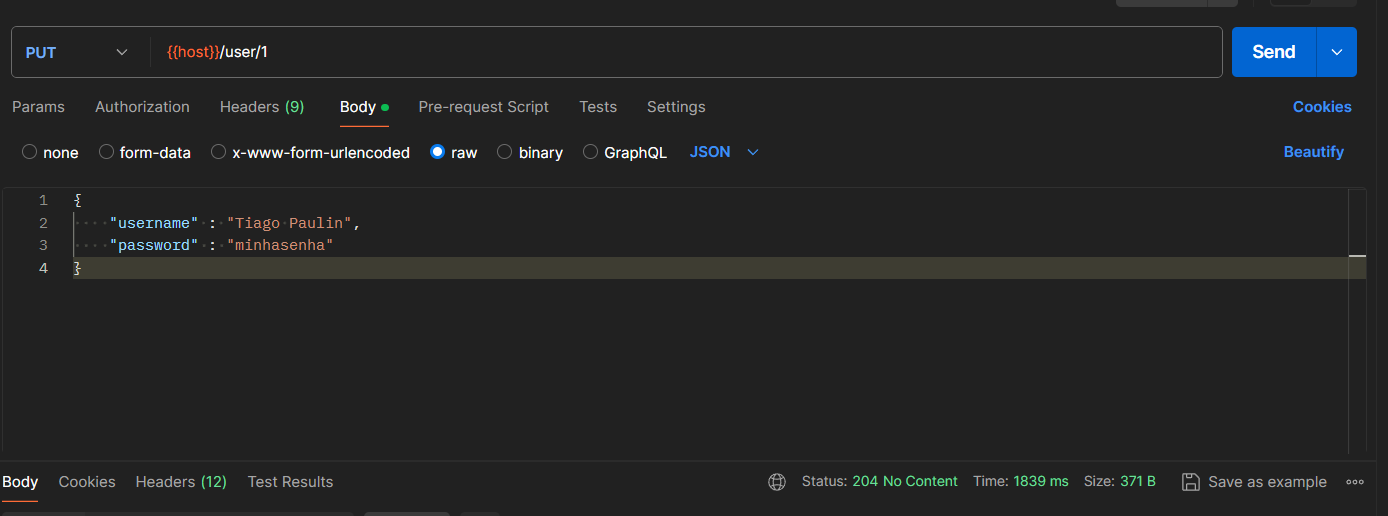 PUT {{host}}/user/1 Send
Params Authorization Headers (9) Body Pre-request Script Tests Settings Cookies
none form-data x-www-form-urlencoded raw binary GraphQL JSON Beautify
1 {
2 "username" : "Tiago Paulin",
3 "password" : "minhasenha"
4 }
Body Cookies Headers (12) Test Results Status: 204 No Content Time: 1839 ms Size: 371 B Save as example